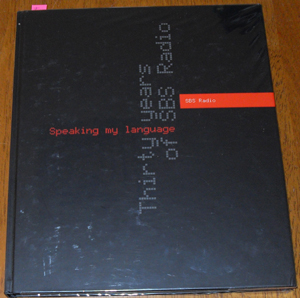 Speaking my language
Thirty years
of SBS Radio
SBS Radio